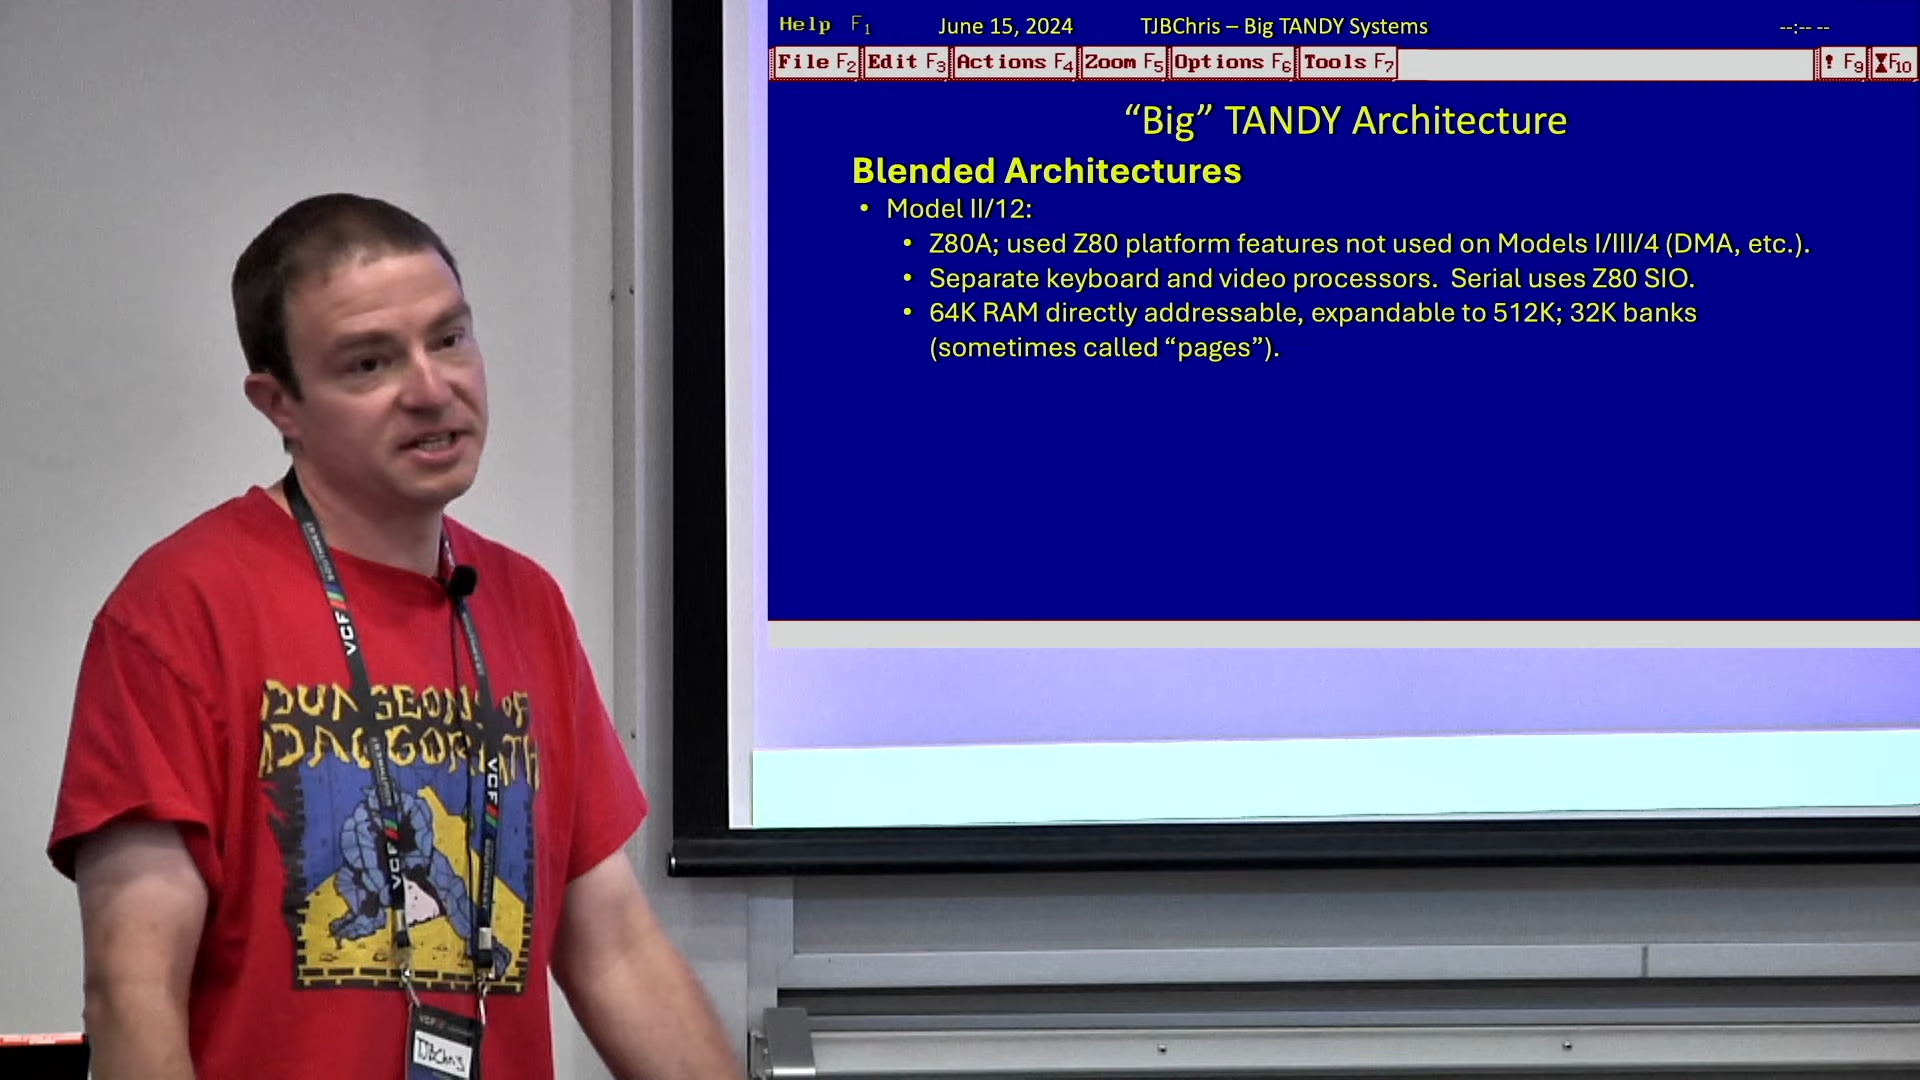 Help F1 June 15, 2024 TJBChris – Big TANDY Systems --:-- --
File F2 Edit F3 Actions F4 Zoom F5 Options F6 Tools F7 ! F9 F10
“Big” TANDY Architecture
Blended Architectures
• Model II/12:
• Z80A; used Z80 platform features not used on Models I/III/4 (DMA, etc.).
• Separate keyboard and video processors. Serial uses Z80 SIO.
• 64K RAM directly addressable, expandable to 512K; 32K banks
(sometimes called “pages”).
VCF
DUNGEONS OF
DAGGORATH
VCF
VCF
VCF
TJBChris